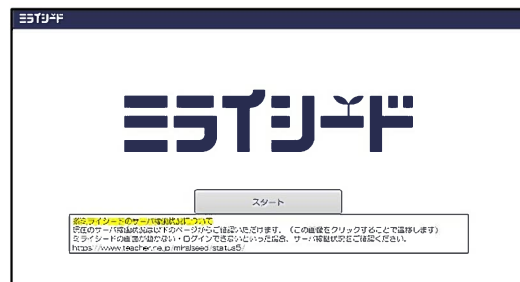 ミライシード
ミライシード
スタート
※ミライシードのサーバ稼働状況について
現在のサーバ稼働状況は以下のページからご確認いただけます。（この画像をクリックすることで遷移します）
ミライシードの画面が動かない・ログインできないといった場合、サーバ稼働状況をご確認ください。
https://www.teacher.ne.jp/miraiseed/status5/